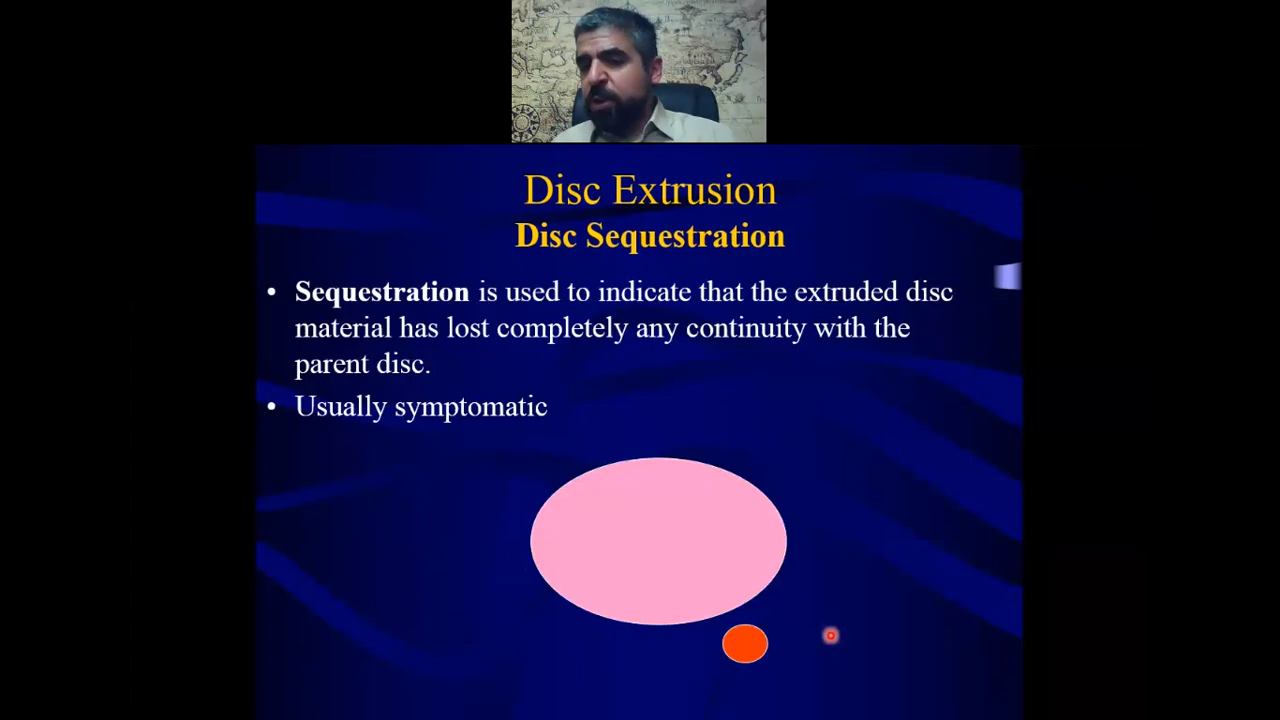 Disc Extrusion
Disc Sequestration
• Sequestration is used to indicate that the extruded disc
material has lost completely any continuity with the
parent disc.
• Usually symptomatic